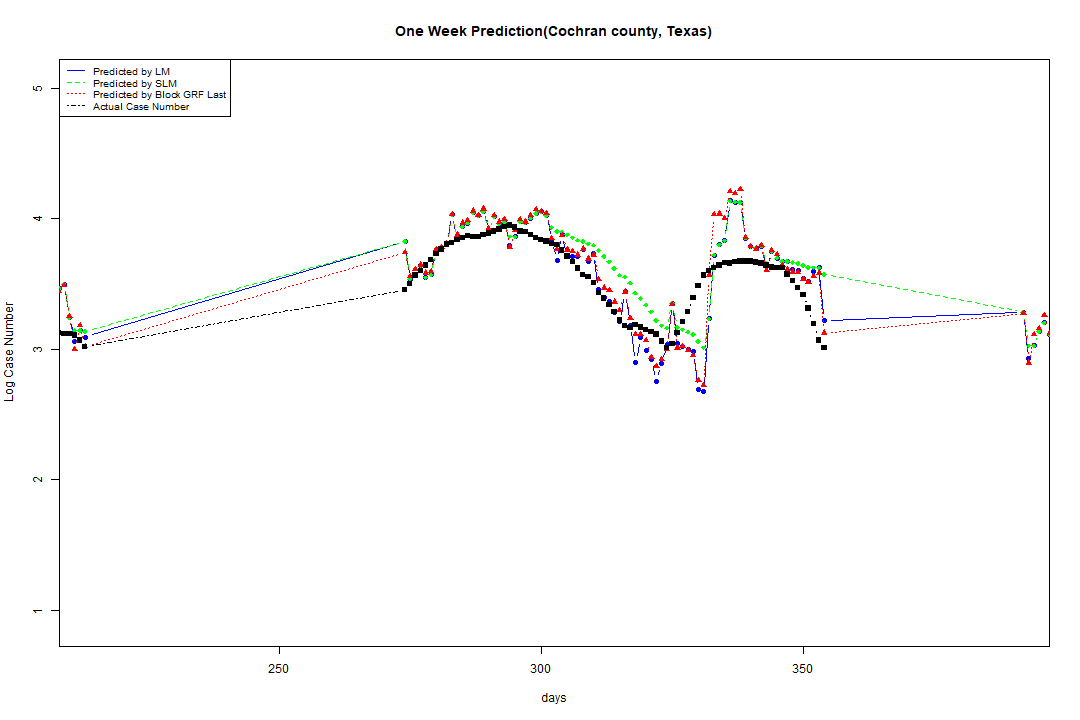 One Week Prediction(Cochran county, Texas)
Predicted by LM
Predicted by SLM
Predicted by Block GRF Last
Actual Case Number
5
4
3
2
1
Log Case Number
250 300 350
days